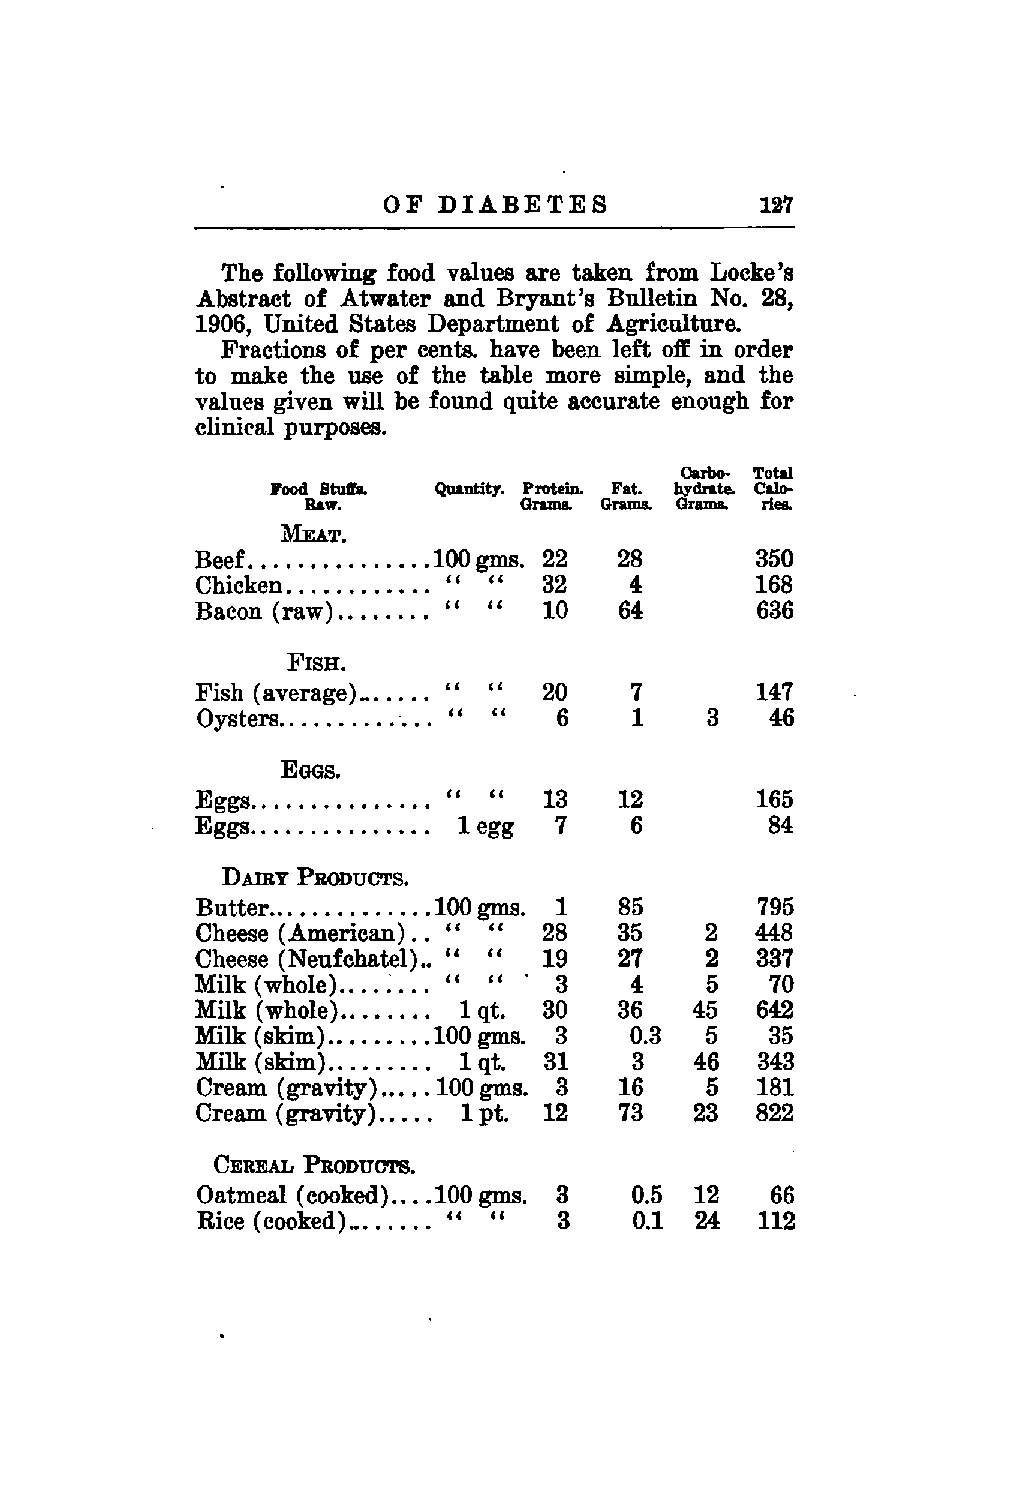 OF DIABETES 127
The following food values are taken from Locke's
Abstract of Atwater and Bryant's Bulletin No. 28,
1906, United States Department of Agriculture.
Fractions of per cents. have been left off in order
to make the use of the table more simple, and the
values given will be found quite accurate enough for
clinical purposes.
Food Stuffs. Raw. Quantity. Protein. Grams. Fat. Grams. Carbo-hydrate. Grams. Total Calo-ries.
MEAT.
Beef...............100 gms. 22 28 350
Chicken............ " " 32 4 168
Bacon (raw)........ " " 10 64 636
FISH.
Fish (average)....... " " 20 7 147
Oysters............. " " 6 1 3 46
EGGS.
Eggs............... " " 13 12 165
Eggs............... 1 egg 7 6 84
DAIRY PRODUCTS.
Butter..............100 gms. 1 85 795
Cheese (American).. " " 28 35 2 448
Cheese (Neufchatel).. " " 19 27 2 337
Milk (whole)........ " " 3 4 5 70
Milk (whole)........ 1 qt. 30 36 45 642
Milk (skim).........100 gms. 3 0.3 5 35
Milk (skim)......... 1 qt. 31 3 46 343
Cream (gravity).....100 gms. 3 16 5 181
Cream (gravity)..... 1 pt. 12 73 23 822
CEREAL PRODUCTS.
Oatmeal (cooked)....100 gms. 3 0.5 12 66
Rice (cooked)........ " " 3 0.1 24 112